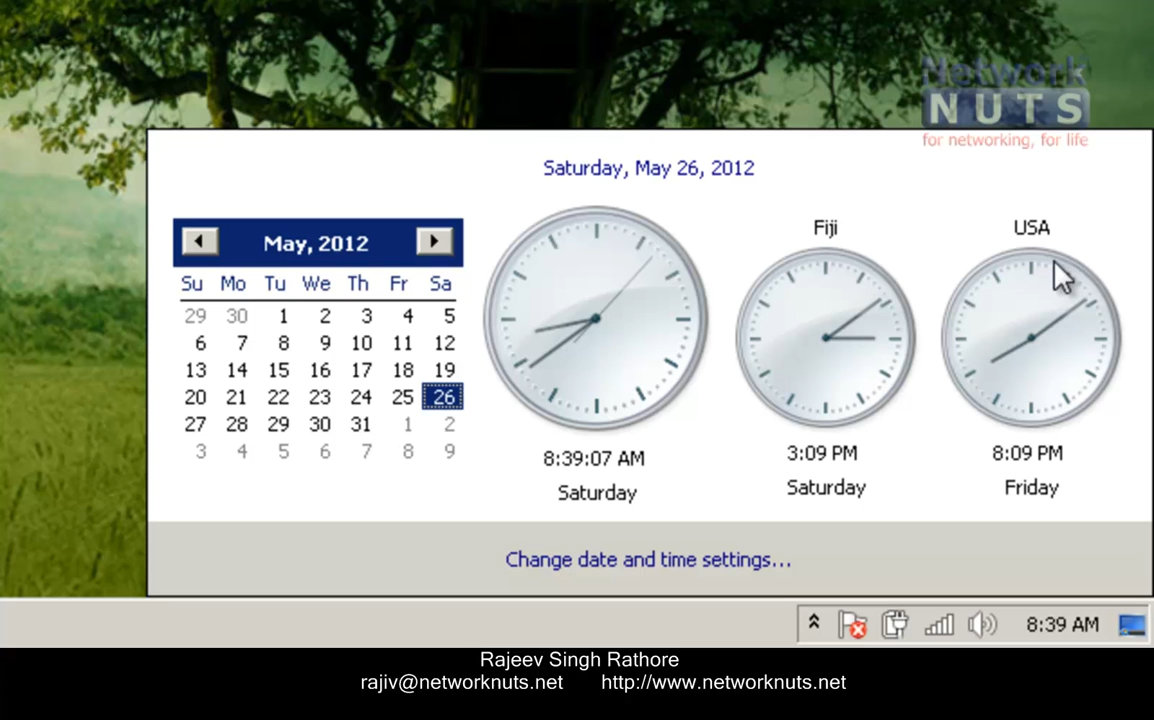 Network
NUTS
for networking, for life
Saturday, May 26, 2012
May, 2012
Su Mo Tu We Th Fr Sa
29 30 1 2 3 4 5
6 7 8 9 10 11 12
13 14 15 16 17 18 19
20 21 22 23 24 25 26
27 28 29 30 31 1 2
3 4 5 6 7 8 9
8:39:07 AM
Saturday
Fiji
3:09 PM
Saturday
USA
8:09 PM
Friday
Change date and time settings...
8:39 AM
Rajeev Singh Rathore
rajiv@networknuts.net http://www.networknuts.net